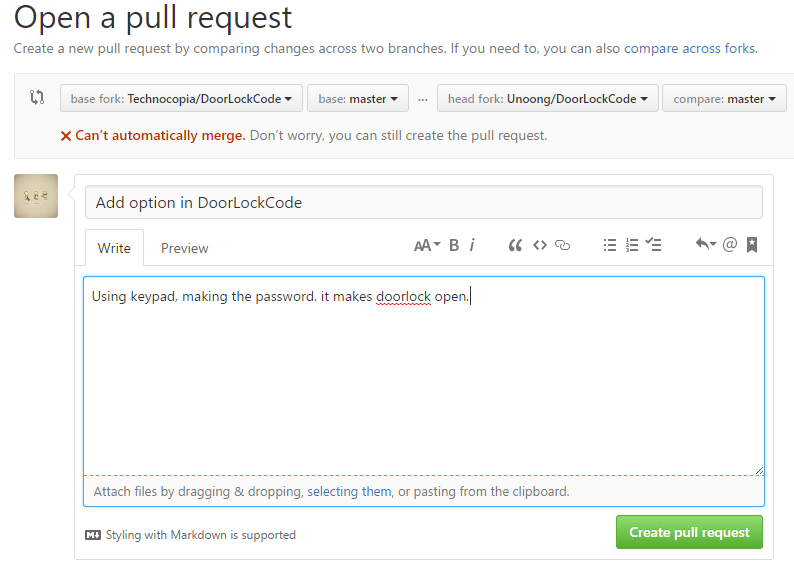 Open a pull request
Create a new pull request by comparing changes across two branches. If you need to, you can also compare across forks.
base fork: Technocopia/DoorLockCode base: master ... head fork: Unoong/DoorLockCode compare: master
Can't automatically merge. Don't worry, you can still create the pull request.
Add option in DoorLockCode
Write Preview AA B i “ <> @
Using keypad, making the password. it makes doorlock open.
Attach files by dragging & dropping, selecting them, or pasting from the clipboard.
M Styling with Markdown is supported
Create pull request